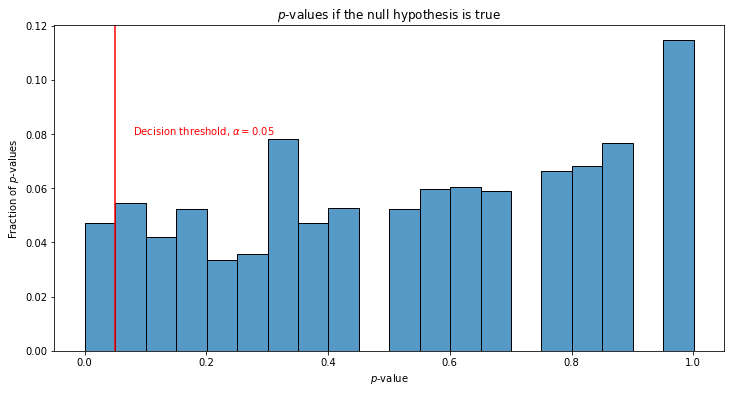 p-values if the null hypothesis is true
0.12
0.10
0.08
0.06
0.04
0.02
0.00
Fraction of p-values
Decision threshold, α = 0.05
0.0 0.2 0.4 0.6 0.8 1.0
p-value